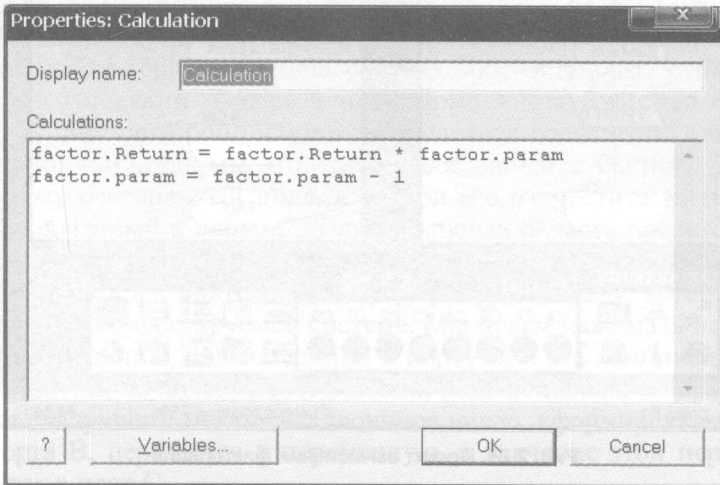 Properties: Calculation
Display name: Calculation
Calculations:
factor.Return = factor.Return * factor.param
factor.param = factor.param - 1
? Variables... OK Cancel